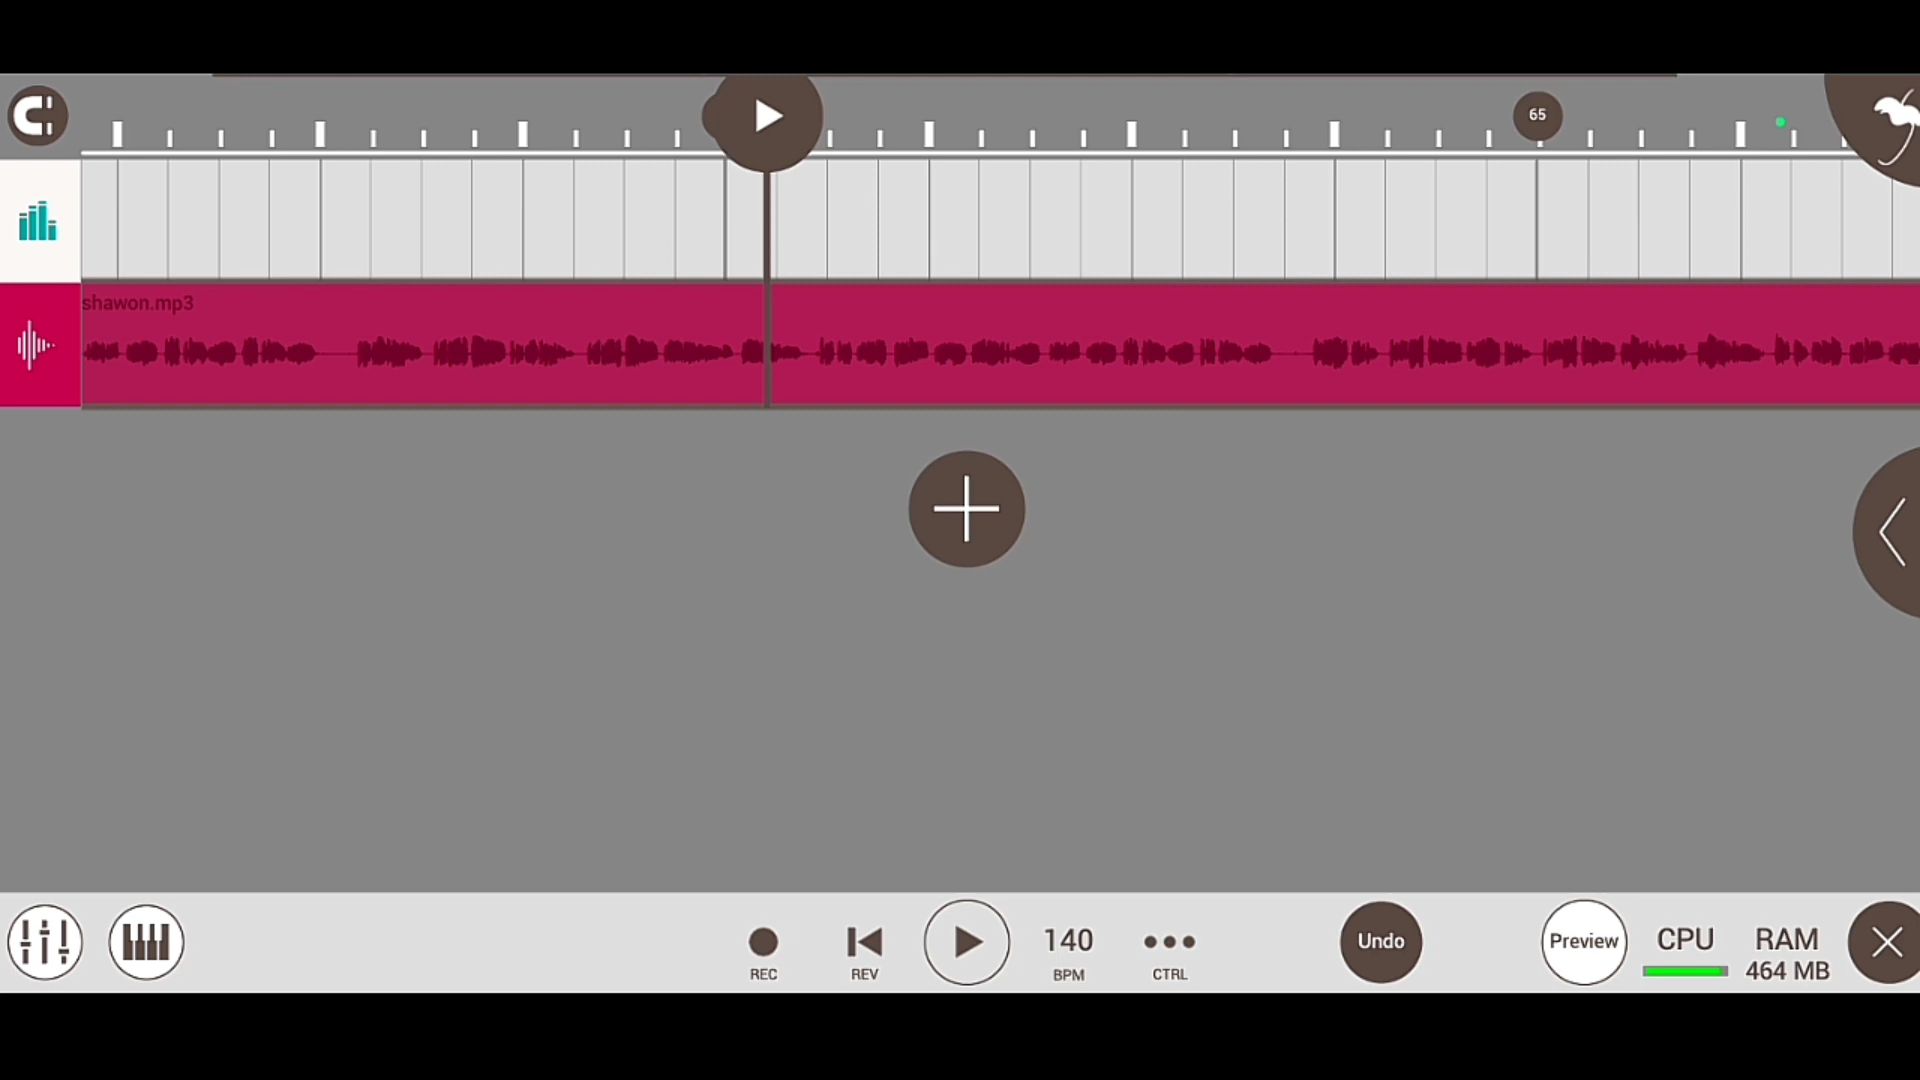 65
shawon.mp3
REC
REV
140
BPM
CTRL
Undo
Preview
CPU
RAM
464 MB